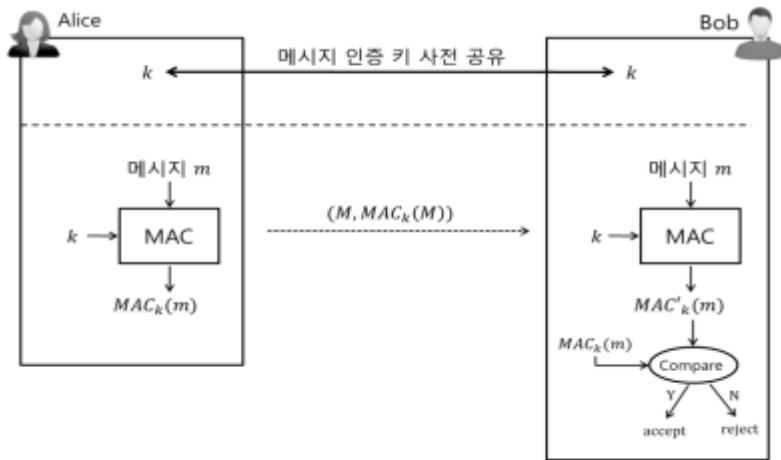 Alice
Bob
메시지 인증 키 사전 공유
k
k
메시지 m
메시지 m
(M, MAC_k(M))
k
MAC
k
MAC
MAC_k(m)
MAC'_k(m)
MAC_k(m)
Compare
Y
N
accept
reject